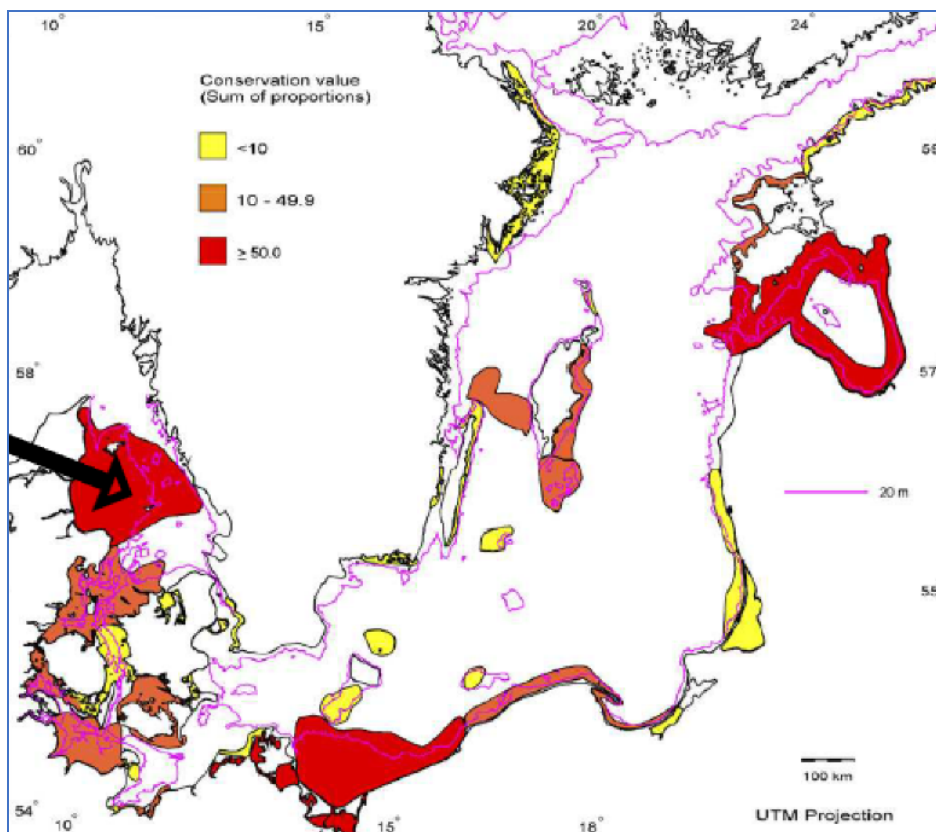 10°
15°
20°
24°
Conservation value
(Sum of proportions)
<10
10 - 49.9
≥ 50.0
60°
59
58°
57
20 m
55
100 km
54°
10°
15°
18°
UTM Projection